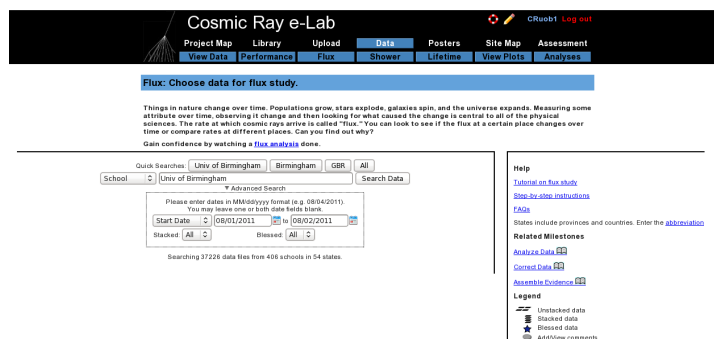 Cosmic Ray e-Lab
CRuob1 Log out
Project Map Library Upload Data Posters Site Map Assessment
View Data Performance Flux Shower Lifetime View Plots Analyses
Flux: Choose data for flux study.
Things in nature change over time. Populations grow, stars explode, galaxies spin, and the universe expands. Measuring some
attribute over time, observing it change and then looking for what caused the change is central to all of the physical
sciences. The rate at which cosmic rays arrive is called "flux." You can look to see if the flux at a certain place changes over
time or compare rates at different places. Can you find out why?
Gain confidence by watching a flux analysis done.
Quick Searches: Univ of Birmingham Birmingham GBR All
School Univ of Birmingham Search Data
▼ Advanced Search
Please enter dates in MM/dd/yyyy format (e.g. 08/04/2011).
You may leave one or both date fields blank.
Start Date 08/01/2011 to 08/02/2011
Stacked: All Blessed: All
Searching 37226 data files from 406 schools in 54 states.
Help
Tutorial on flux study
Step-by-step instructions
FAQs
States include provinces and countries. Enter the abbreviation
Related Milestones
Analyze Data
Correct Data
Assemble Evidence
Legend
Unstacked data
Stacked data
Blessed data
Add/View comments